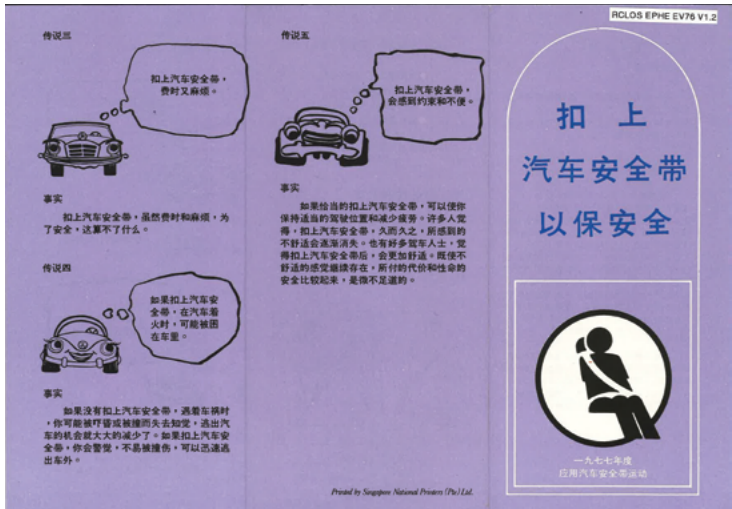 传说三
扣上汽车安全带，
费时又麻烦。
事实
扣上汽车安全带，虽然费时和麻烦，为
了安全，这算不了什么。
传说四
如果扣上汽车安
全带，在汽车着
火时，可能被困
在车里。
事实
如果没有扣上汽车安全带，遇着车祸时
，你可能被吓昏或被撞而失去知觉，逃出汽
车的机会就大大的减少了。如果扣上汽车安
全带，你会警觉，不易被撞伤，可以迅速逃
出车外。
传说五
扣上汽车安全带，
会感到约束和不便。
事实
如果恰当的扣上汽车安全带，可以使你
保持适当的驾驶位置和减少疲劳。许多人觉
得，扣上汽车安全带，久而久之，所感到的
不舒适会逐渐消失。也有好多驾车人士，觉
得扣上汽车安全带后，会更加舒适。既使不
舒适的感觉继续存在，所付的代价和性命的
安全比较起来，是微不足道的。
Printed by Singapore National Printers (Pte) Ltd.
RCLOS EPHE EV76 V1.2
扣上
汽车安全带
以保安全
一九七七年度
应用汽车安全带运动